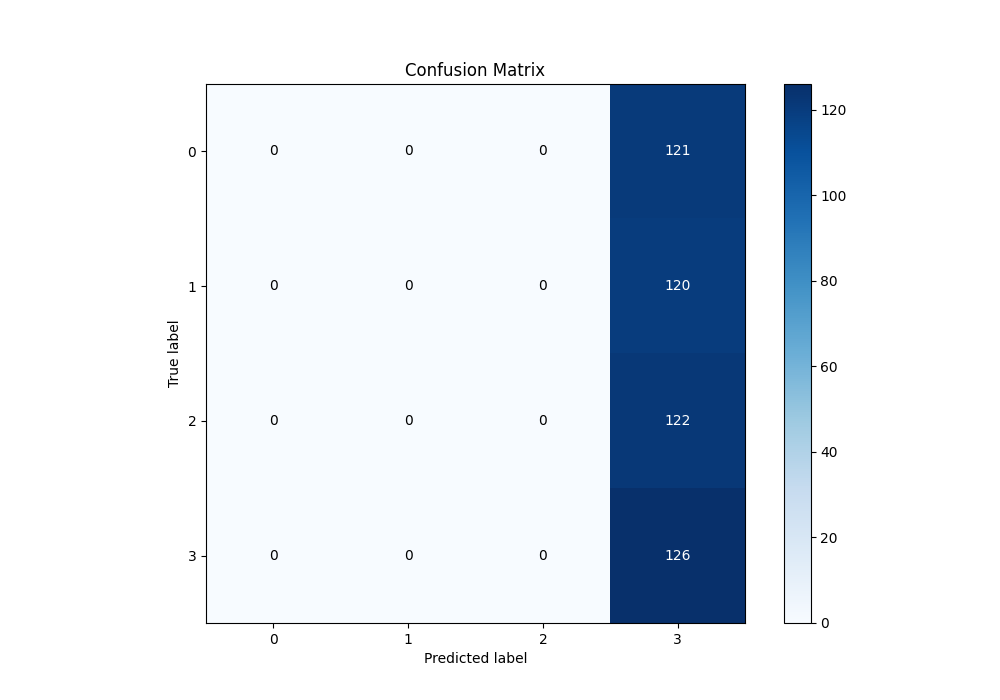 Confusion Matrix
0 0 0 0 121 120
1 0 0 0 120 100
80
2 0 0 0 122 60
40
3 0 0 0 126 20
0
0 1 2 3
True label
Predicted label